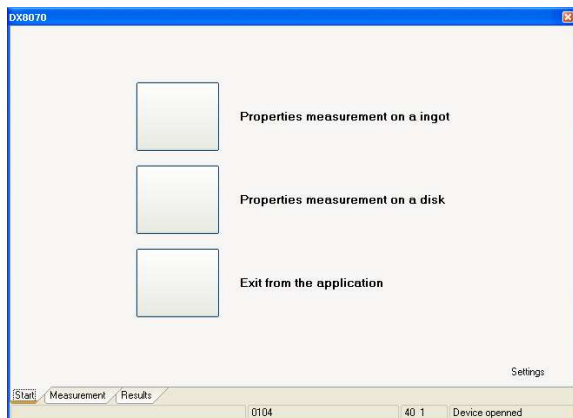 DX8070
Properties measurement on a ingot
Properties measurement on a disk
Exit from the application
Settings
Start Measurement Results
0104 40 1 Device openned